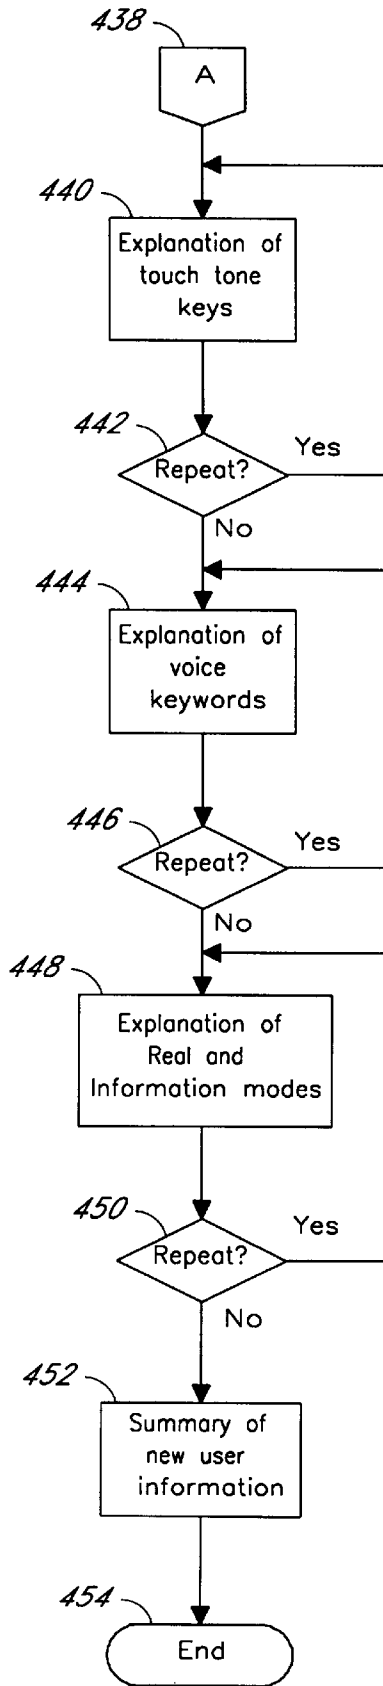 438
A
440
Explanation of
touch tone
keys
442
Repeat?
Yes
No
444
Explanation of
voice
keywords
446
Repeat?
Yes
No
448
Explanation of
Real and
Information modes
450
Repeat?
Yes
No
452
Summary of
new user
information
454
End